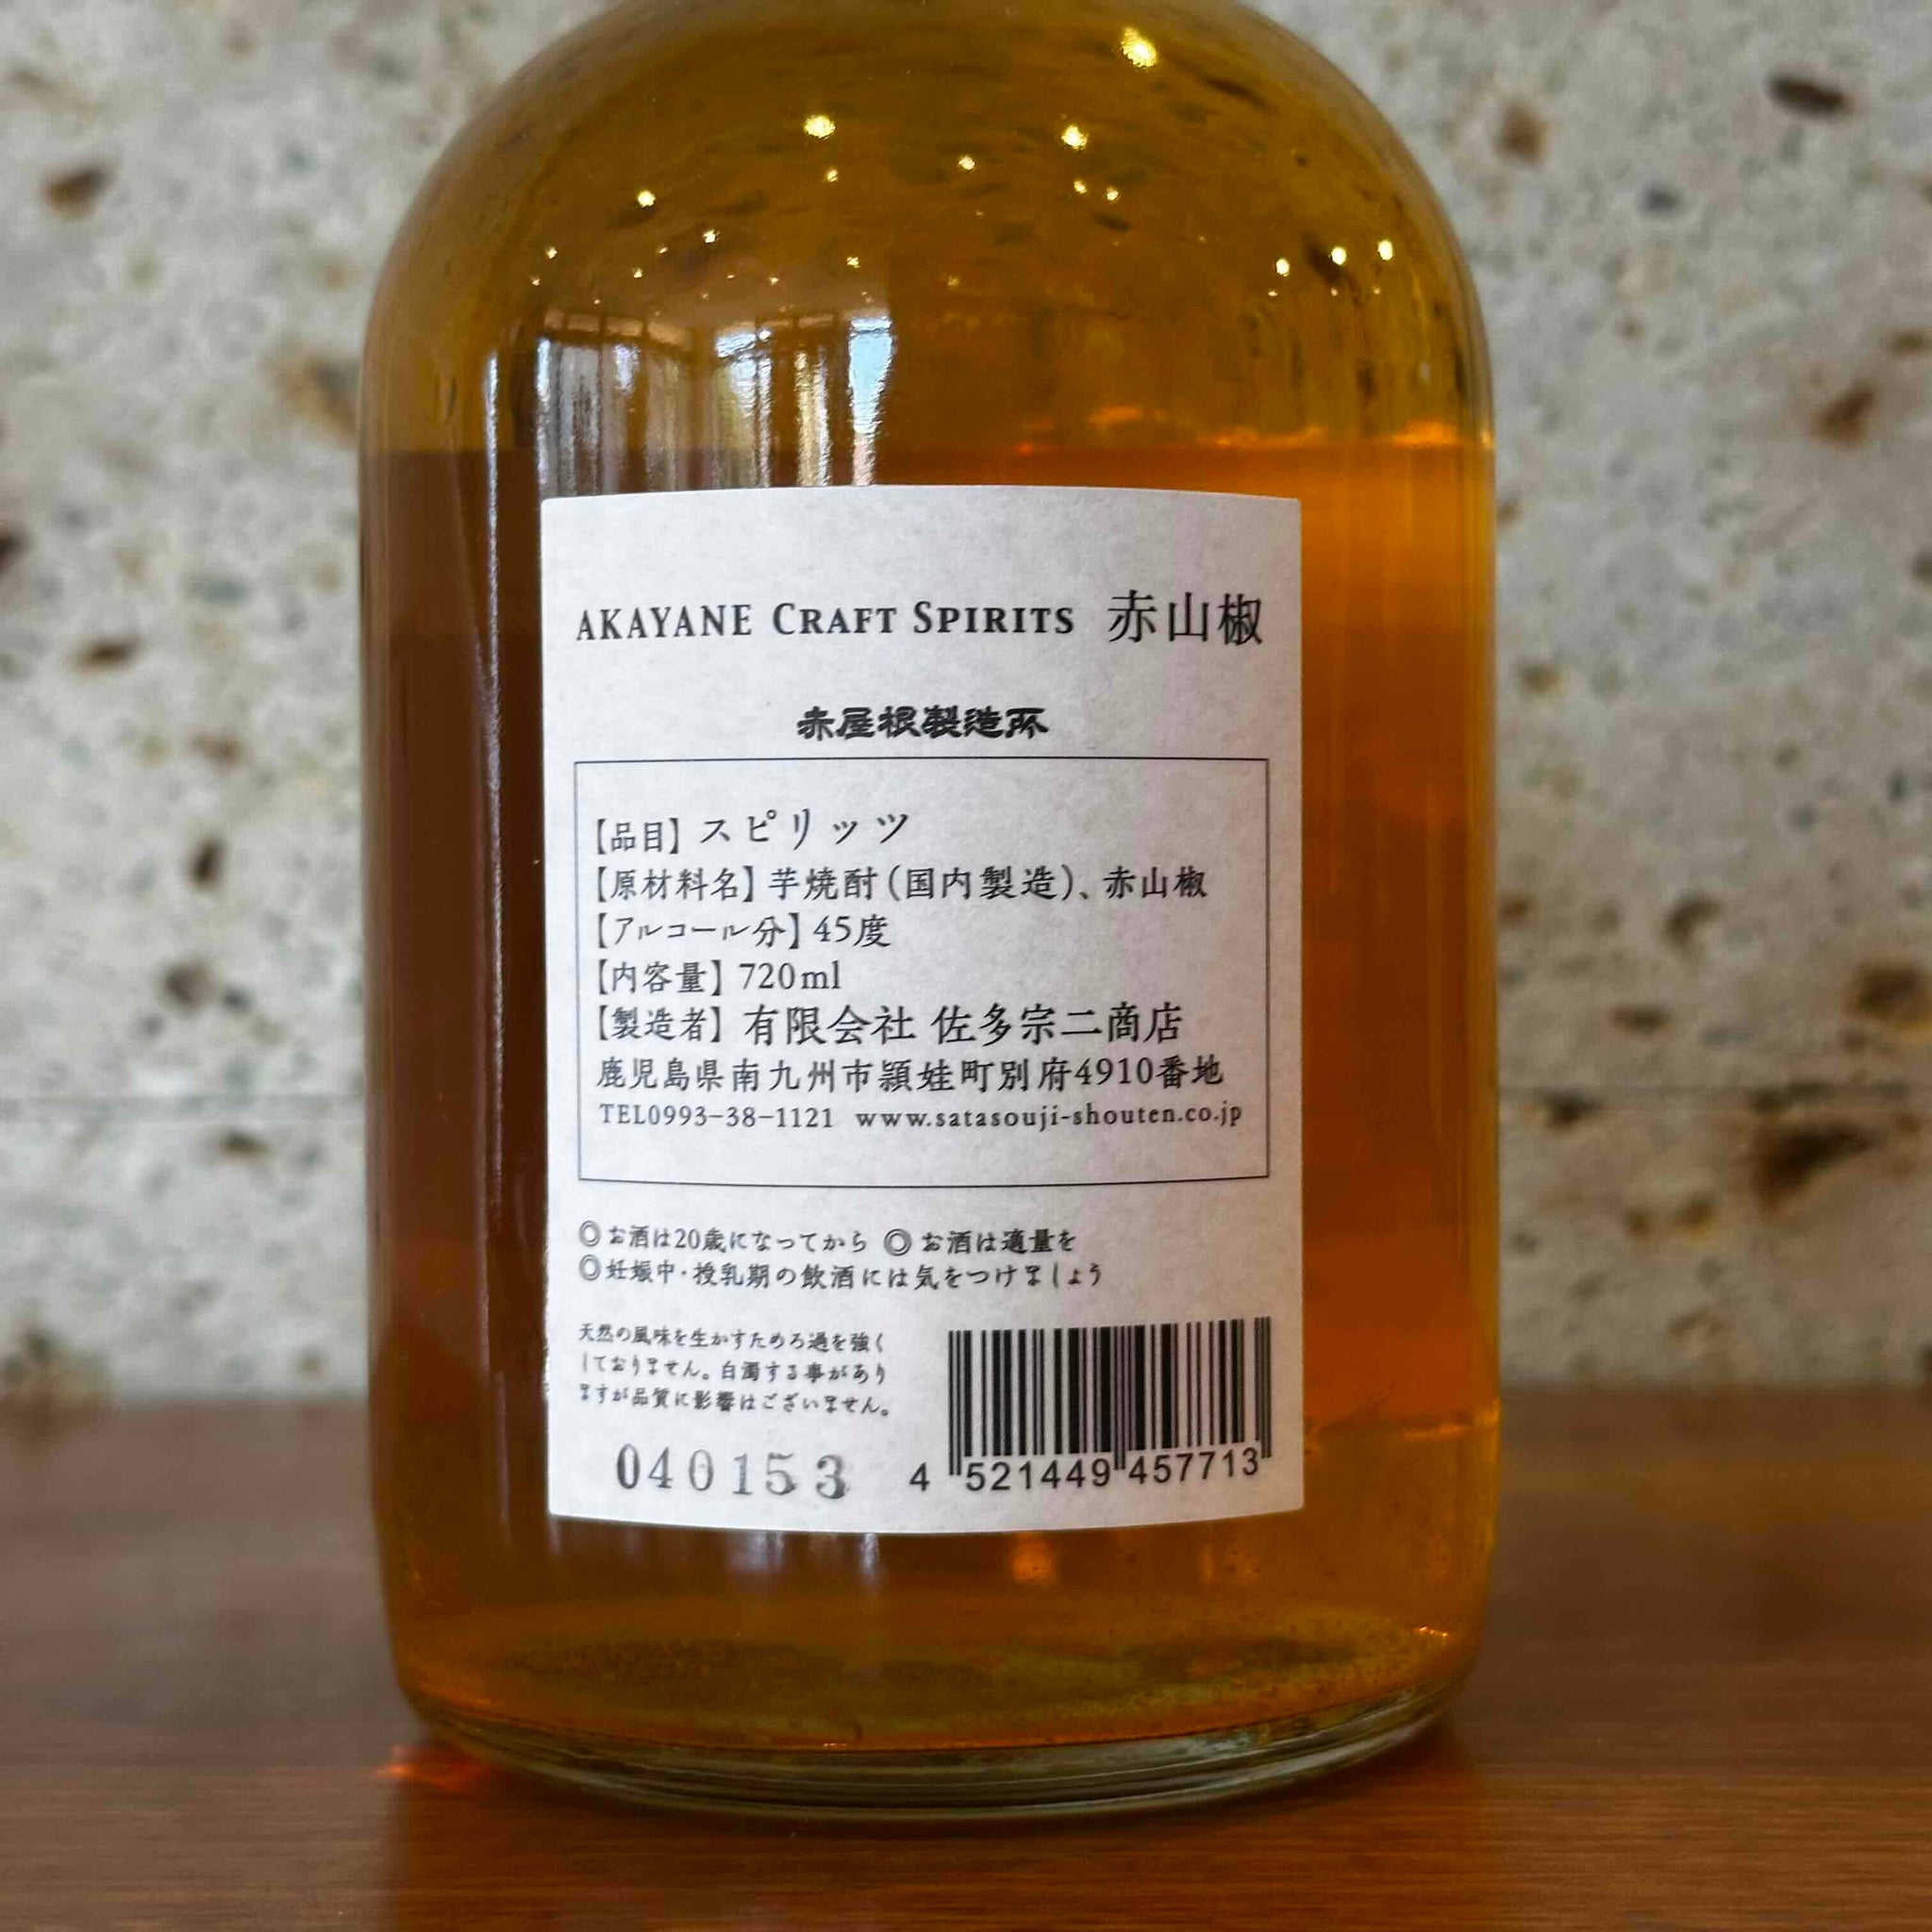 AKAYANE CRAFT SPIRITS 赤山椒
赤屋根製造所
【品目】スピリッツ
【原材料名】芋焼酎(国内製造)、赤山椒
【アルコール分】45度
【内容量】720ml
【製造者】有限会社 佐多宗二商店
鹿児島県南九州市頴娃町別府4910番地
TEL0993-38-1121 www.satasouji-shouten.co.jp
◎お酒は20歳になってから ◎お酒は適量を
◎妊娠中・授乳期の飲酒には気をつけましょう
天然の風味を生かすためろ過を強く
しておりません。白濁する事があり
ますが品質に影響はございません。
040153
4 521449 457713